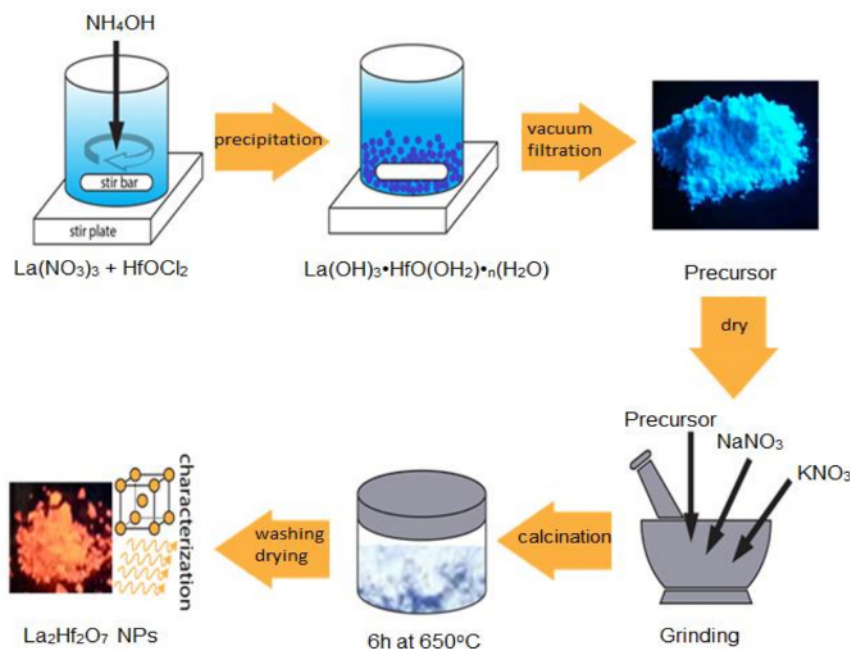 NH₄OH
stir bar
stir plate
La(NO₃)₃ + HfOCl₂
precipitation
La(OH)₃•HfO(OH₂)•ₙ(H₂O)
vacuum
filtration
Precursor
dry
Precursor
NaNO₃
KNO₃
Grinding
calcination
6h at 650°C
washing
drying
characterization
La₂Hf₂O₇ NPs